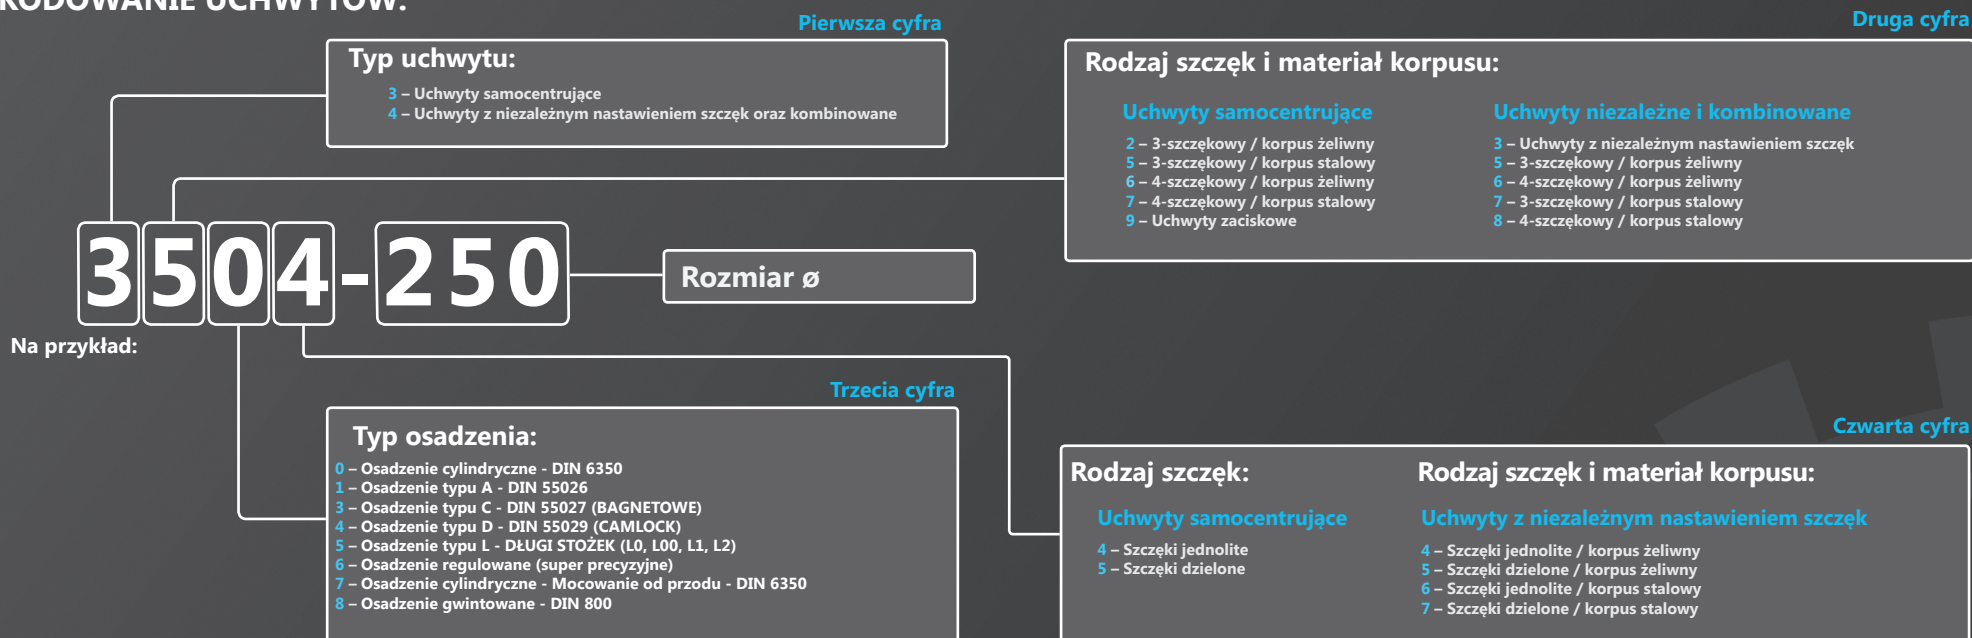 KODOWANIE UCHWYTÓW:
Pierwsza cyfra
Typ uchwytu:
3 – Uchwyty samocentrujące
4 – Uchwyty z niezależnym nastawieniem szczęk oraz kombinowane
Druga cyfra
Rodzaj szczęk i materiał korpusu:
Uchwyty samocentrujące
2 – 3-szczękowy / korpus żeliwny
5 – 3-szczękowy / korpus stalowy
6 – 4-szczękowy / korpus żeliwny
7 – 4-szczękowy / korpus stalowy
9 – Uchwyty zaciskowe
Uchwyty niezależne i kombinowane
3 – Uchwyty z niezależnym nastawieniem szczęk
5 – 3-szczękowy / korpus żeliwny
6 – 4-szczękowy / korpus żeliwny
7 – 3-szczękowy / korpus stalowy
8 – 4-szczękowy / korpus stalowy
3504-250
Rozmiar ø
Na przykład:
Trzecia cyfra
Typ osadzenia:
0 – Osadzenie cylindryczne - DIN 6350
1 – Osadzenie typu A - DIN 55026
3 – Osadzenie typu C - DIN 55027 (BAGNETOWE)
4 – Osadzenie typu D - DIN 55029 (CAMLOCK)
5 – Osadzenie typu L - DŁUGI STOŻEK (L0, L00, L1, L2)
6 – Osadzenie regulowane (super precyzyjne)
7 – Osadzenie cylindryczne - Mocowanie od przodu - DIN 6350
8 – Osadzenie gwintowane - DIN 800
Czwarta cyfra
Rodzaj szczęk:
Uchwyty samocentrujące
4 – Szczęki jednolite
5 – Szczęki dzielone
Rodzaj szczęk i materiał korpusu:
Uchwyty z niezależnym nastawieniem szczęk
4 – Szczęki jednolite / korpus żeliwny
5 – Szczęki dzielone / korpus żeliwny
6 – Szczęki jednolite / korpus stalowy
7 – Szczęki dzielone / korpus stalowy